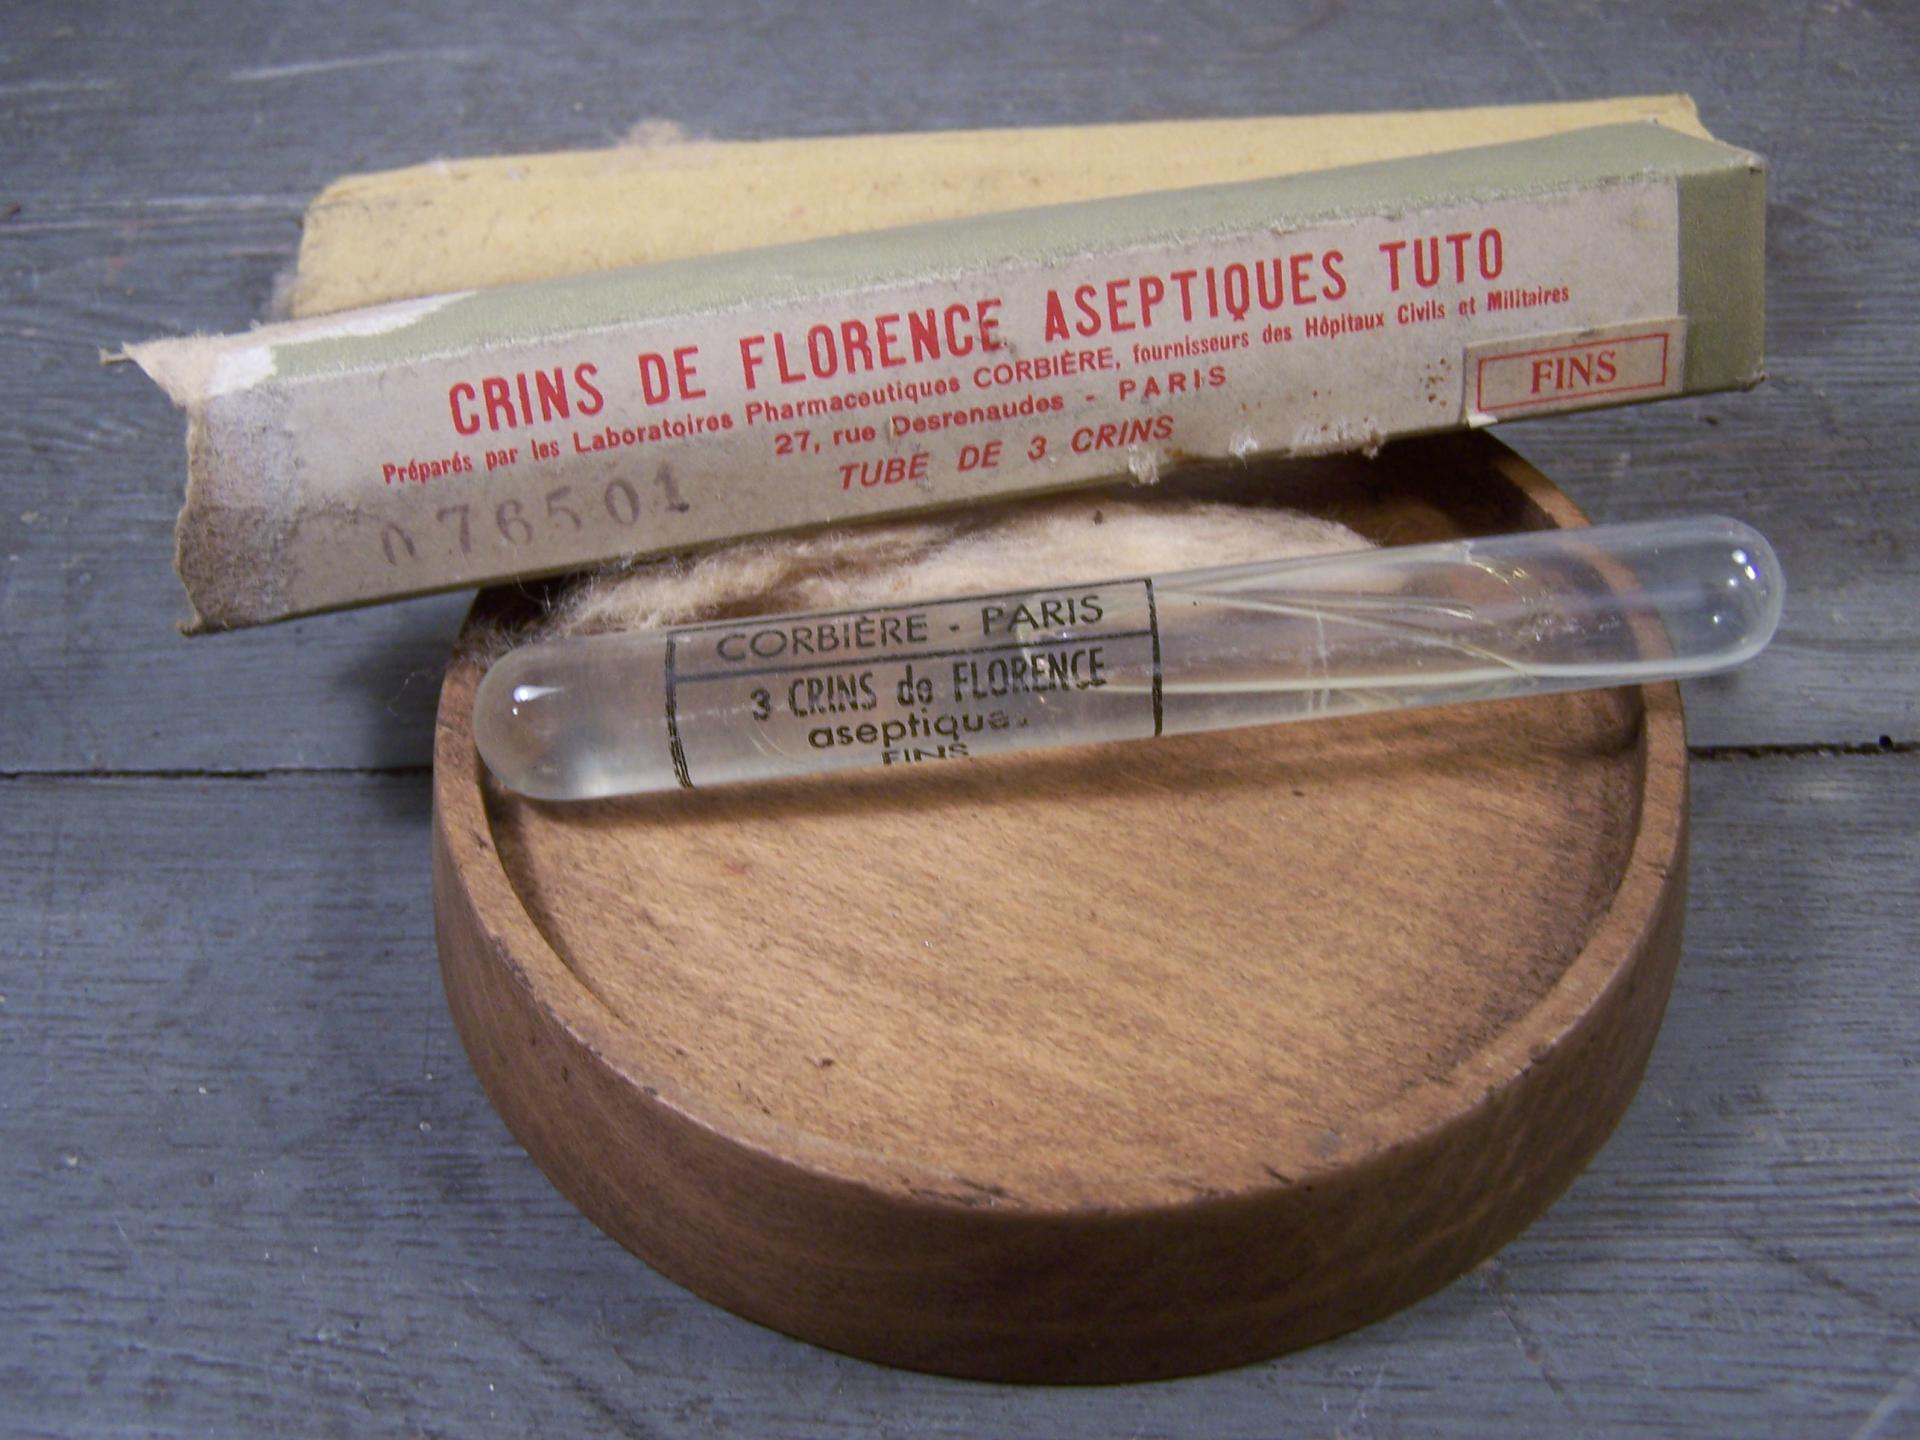 CRINS DE FLORENCE ASEPTIQUES TUTO
Préparés par les Laboratoires Pharmaceutiques CORBIÈRE, fournisseurs des Hôpitaux Civils et Militaires
27, rue Desrenaudes - PARIS
TUBE DE 3 CRINS
FINS
076501
CORBIÈRE - PARIS
3 CRINS de FLORENCE
aseptiques
FINS